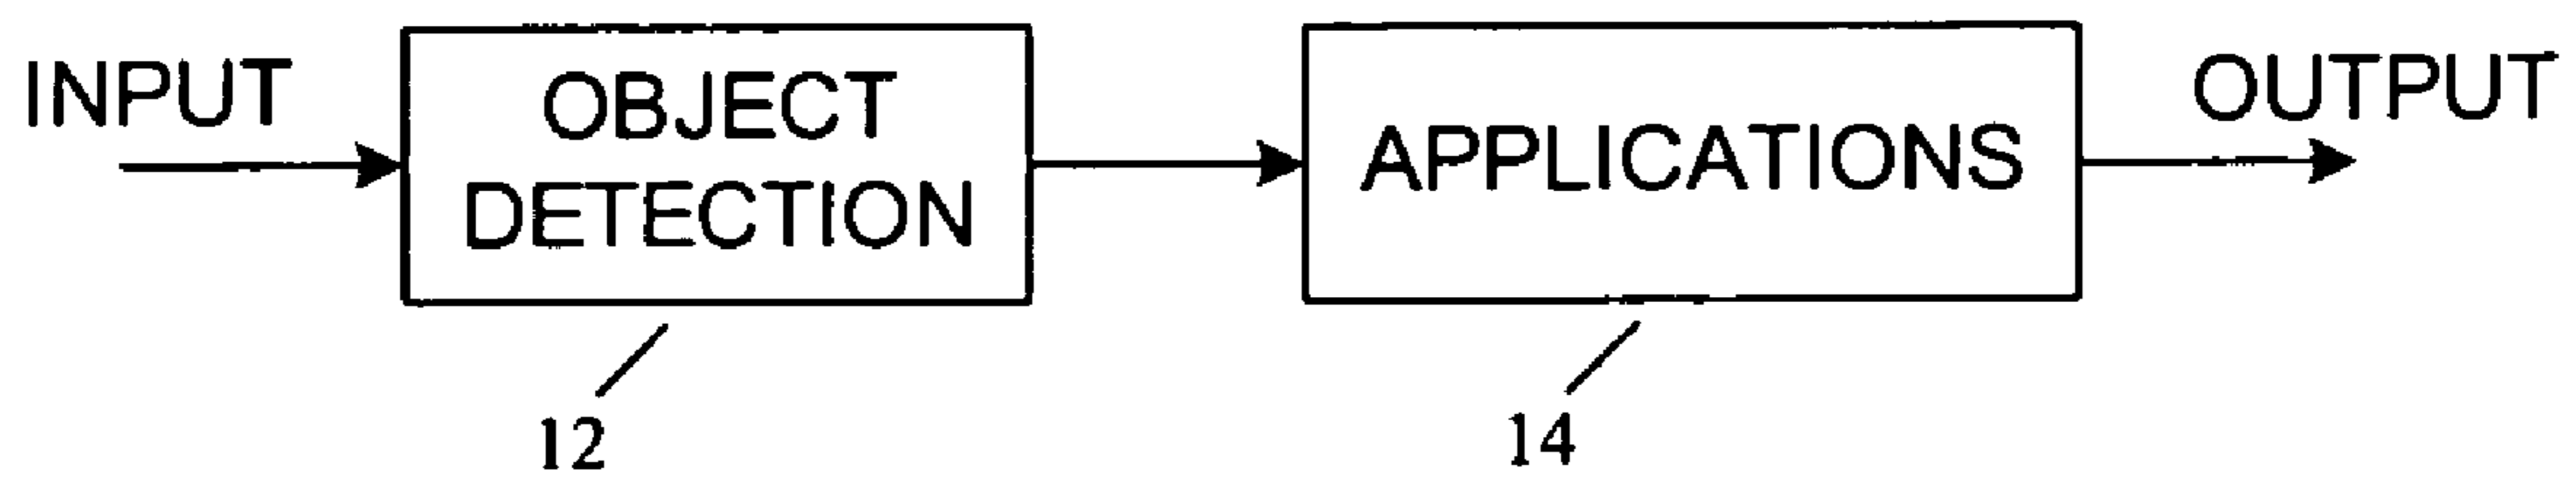 INPUT
OBJECT
DETECTION
APPLICATIONS
OUTPUT
12
14